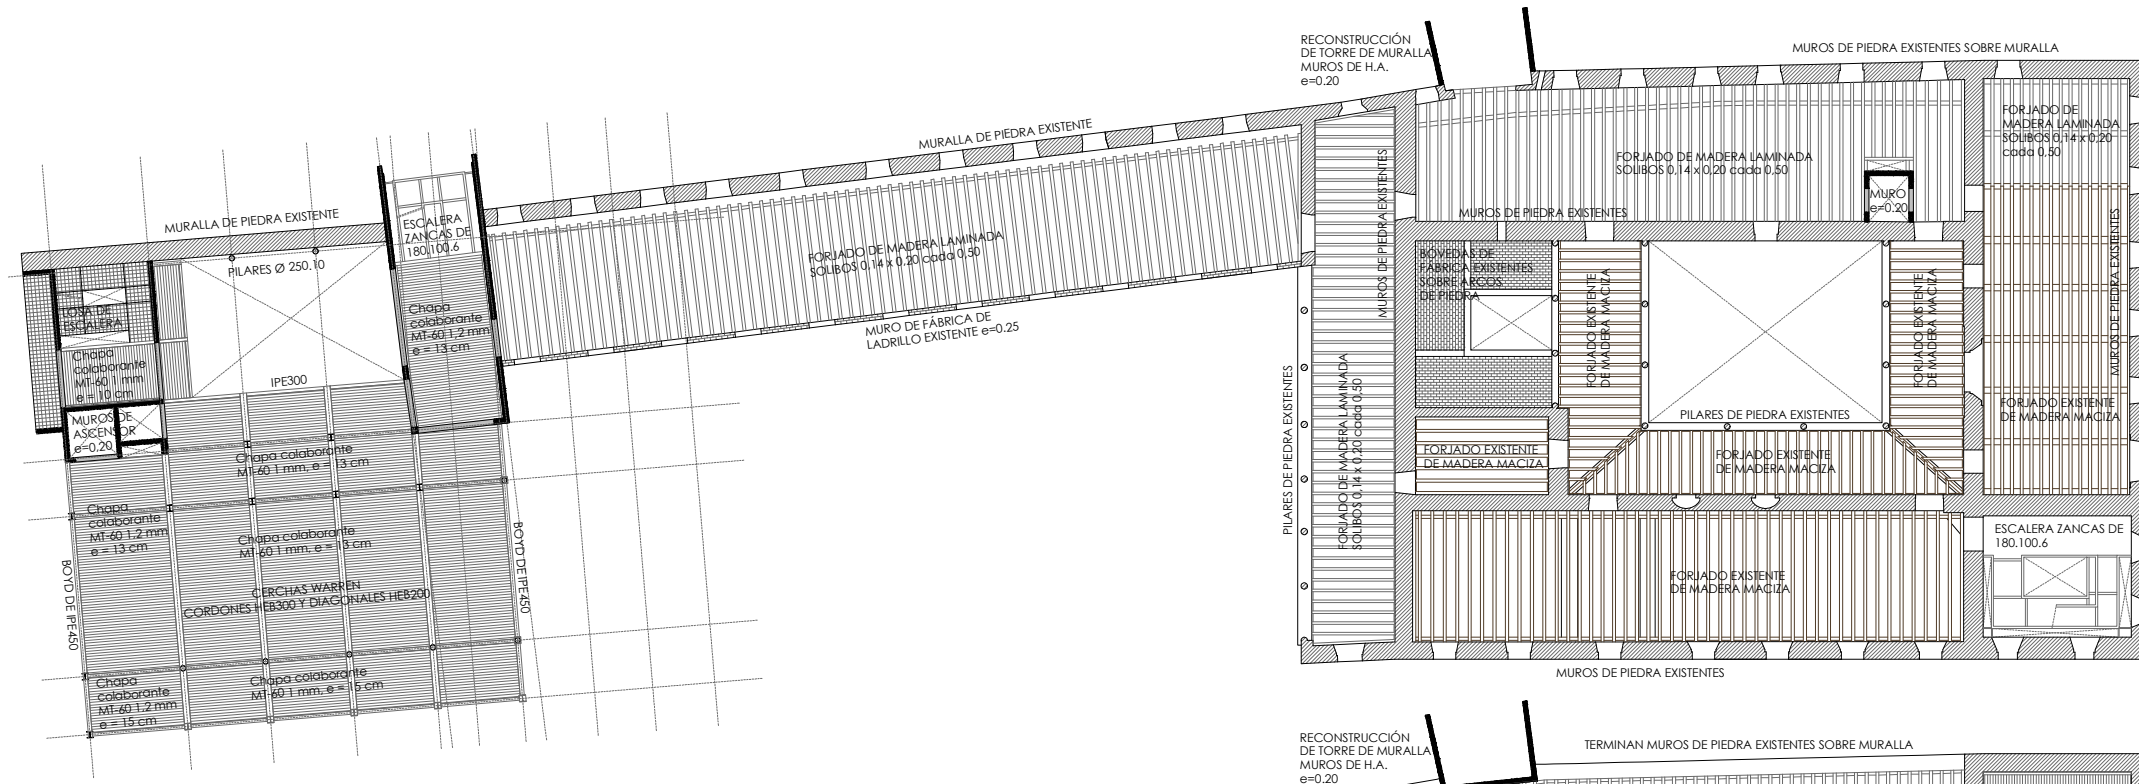 RECONSTRUCCIÓN
DE TORRE DE MURALLA
MUROS DE H.A.
e=0.20
MUROS DE PIEDRA EXISTENTES SOBRE MURALLA
MURALLA DE PIEDRA EXISTENTE
FORJADO DE
MADERA LAMINADA
SOLIBOS 0,14 x 0,20
cada 0,50
FORJADO DE MADERA LAMINADA
SOLIBOS 0,14 x 0,20 cada 0,50
MURO
e=0.20
MUROS DE PIEDRA EXISTENTES
MUROS DE PIEDRA EXISTENTES
MUROS DE PIEDRA EXISTENTES
MURALLA DE PIEDRA EXISTENTE
ESCALERA
ZANCAS DE
180.100.6
FORJADO DE MADERA LAMINADA
SOLIBOS 0,14 x 0,20 cada 0,50
PILARES Ø 250.10
BÓVEDAS DE
FÁBRICA EXISTENTES
SOBRE ARCOS
DE PIEDRA
FORJADO EXISTENTE
DE MADERA MACIZA
FORJADO EXISTENTE
DE MADERA MACIZA
LOSA DE
ESCALERA
Chapa
colaborante
MT-60 1,2 mm
e = 13 cm
MURO DE FÁBRICA DE
LADRILLO EXISTENTE e=0.25
Chapa
colaborante
MT-60 1 mm
e = 10 cm
IPE300
PILARES DE PIEDRA EXISTENTES
FORJADO DE MADERA LAMINADA
SOLIBOS 0,14 x 0,20 cada 0,50
PILARES DE PIEDRA EXISTENTES
FORJADO EXISTENTE
DE MADERA MACIZA
MUROS DE
ASCENSOR
e=0,20
FORJADO EXISTENTE
DE MADERA MACIZA
FORJADO EXISTENTE
DE MADERA MACIZA
Chapa colaborante
MT-60 1 mm, e = 13 cm
Chapa
colaborante
MT-60 1,2 mm
e = 13 cm
Chapa colaborante
MT-60 1 mm, e = 13 cm
BOYD DE IPE450
BOYD DE IPE450
ESCALERA ZANCAS DE
180.100.6
CERCHAS WARREN
CORDONES HEB300 Y DIAGONALES HEB200
FORJADO EXISTENTE
DE MADERA MACIZA
Chapa
colaborante
MT-60 1,2 mm
e = 15 cm
Chapa colaborante
MT-60 1 mm, e = 15 cm
MUROS DE PIEDRA EXISTENTES
RECONSTRUCCIÓN
DE TORRE DE MURALLA
MUROS DE H.A.
e=0.20
TERMINAN MUROS DE PIEDRA EXISTENTES SOBRE MURALLA